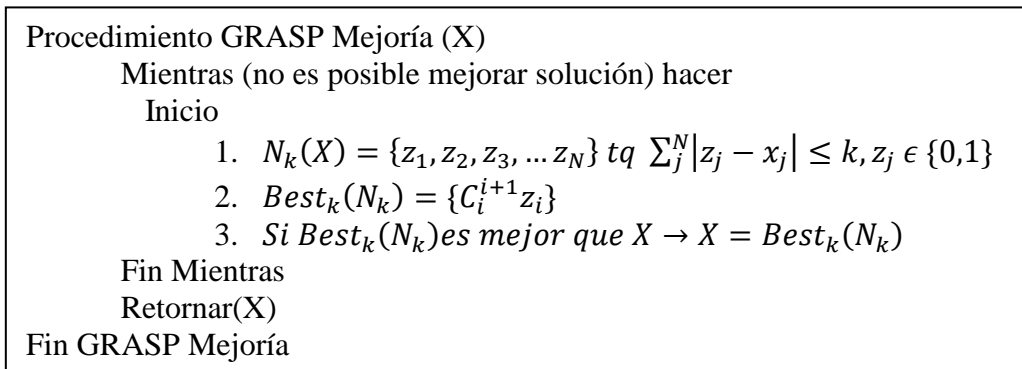 Procedimiento GRASP Mejoría (X)
Mientras (no es posible mejorar solución) hacer
Inicio
1. N_k(X) = {z_1, z_2, z_3, … z_N} tq ∑_j^N |z_j − x_j| ≤ k, z_j ϵ {0,1}
2. Best_k(N_k) = {C_i^{i+1} z_i}
3. Si Best_k(N_k)es mejor que X → X = Best_k(N_k)
Fin Mientras
Retornar(X)
Fin GRASP Mejoría